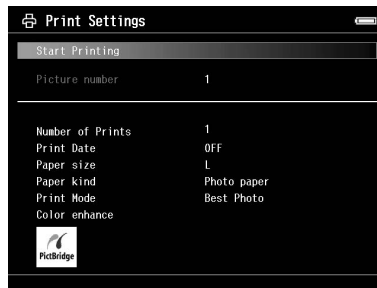 Print Settings
Start Printing
Picture number 1
Number of Prints 1
Print Date OFF
Paper size L
Paper kind Photo paper
Print Mode Best Photo
Color enhance
PictBridge